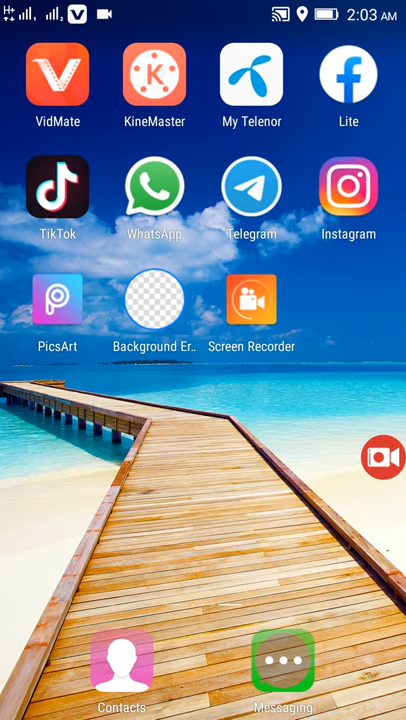 H+ 2:03 AM
VidMate KineMaster My Telenor Lite
TikTok WhatsApp Telegram Instagram
PicsArt Background Er.. Screen Recorder
Contacts Messaging